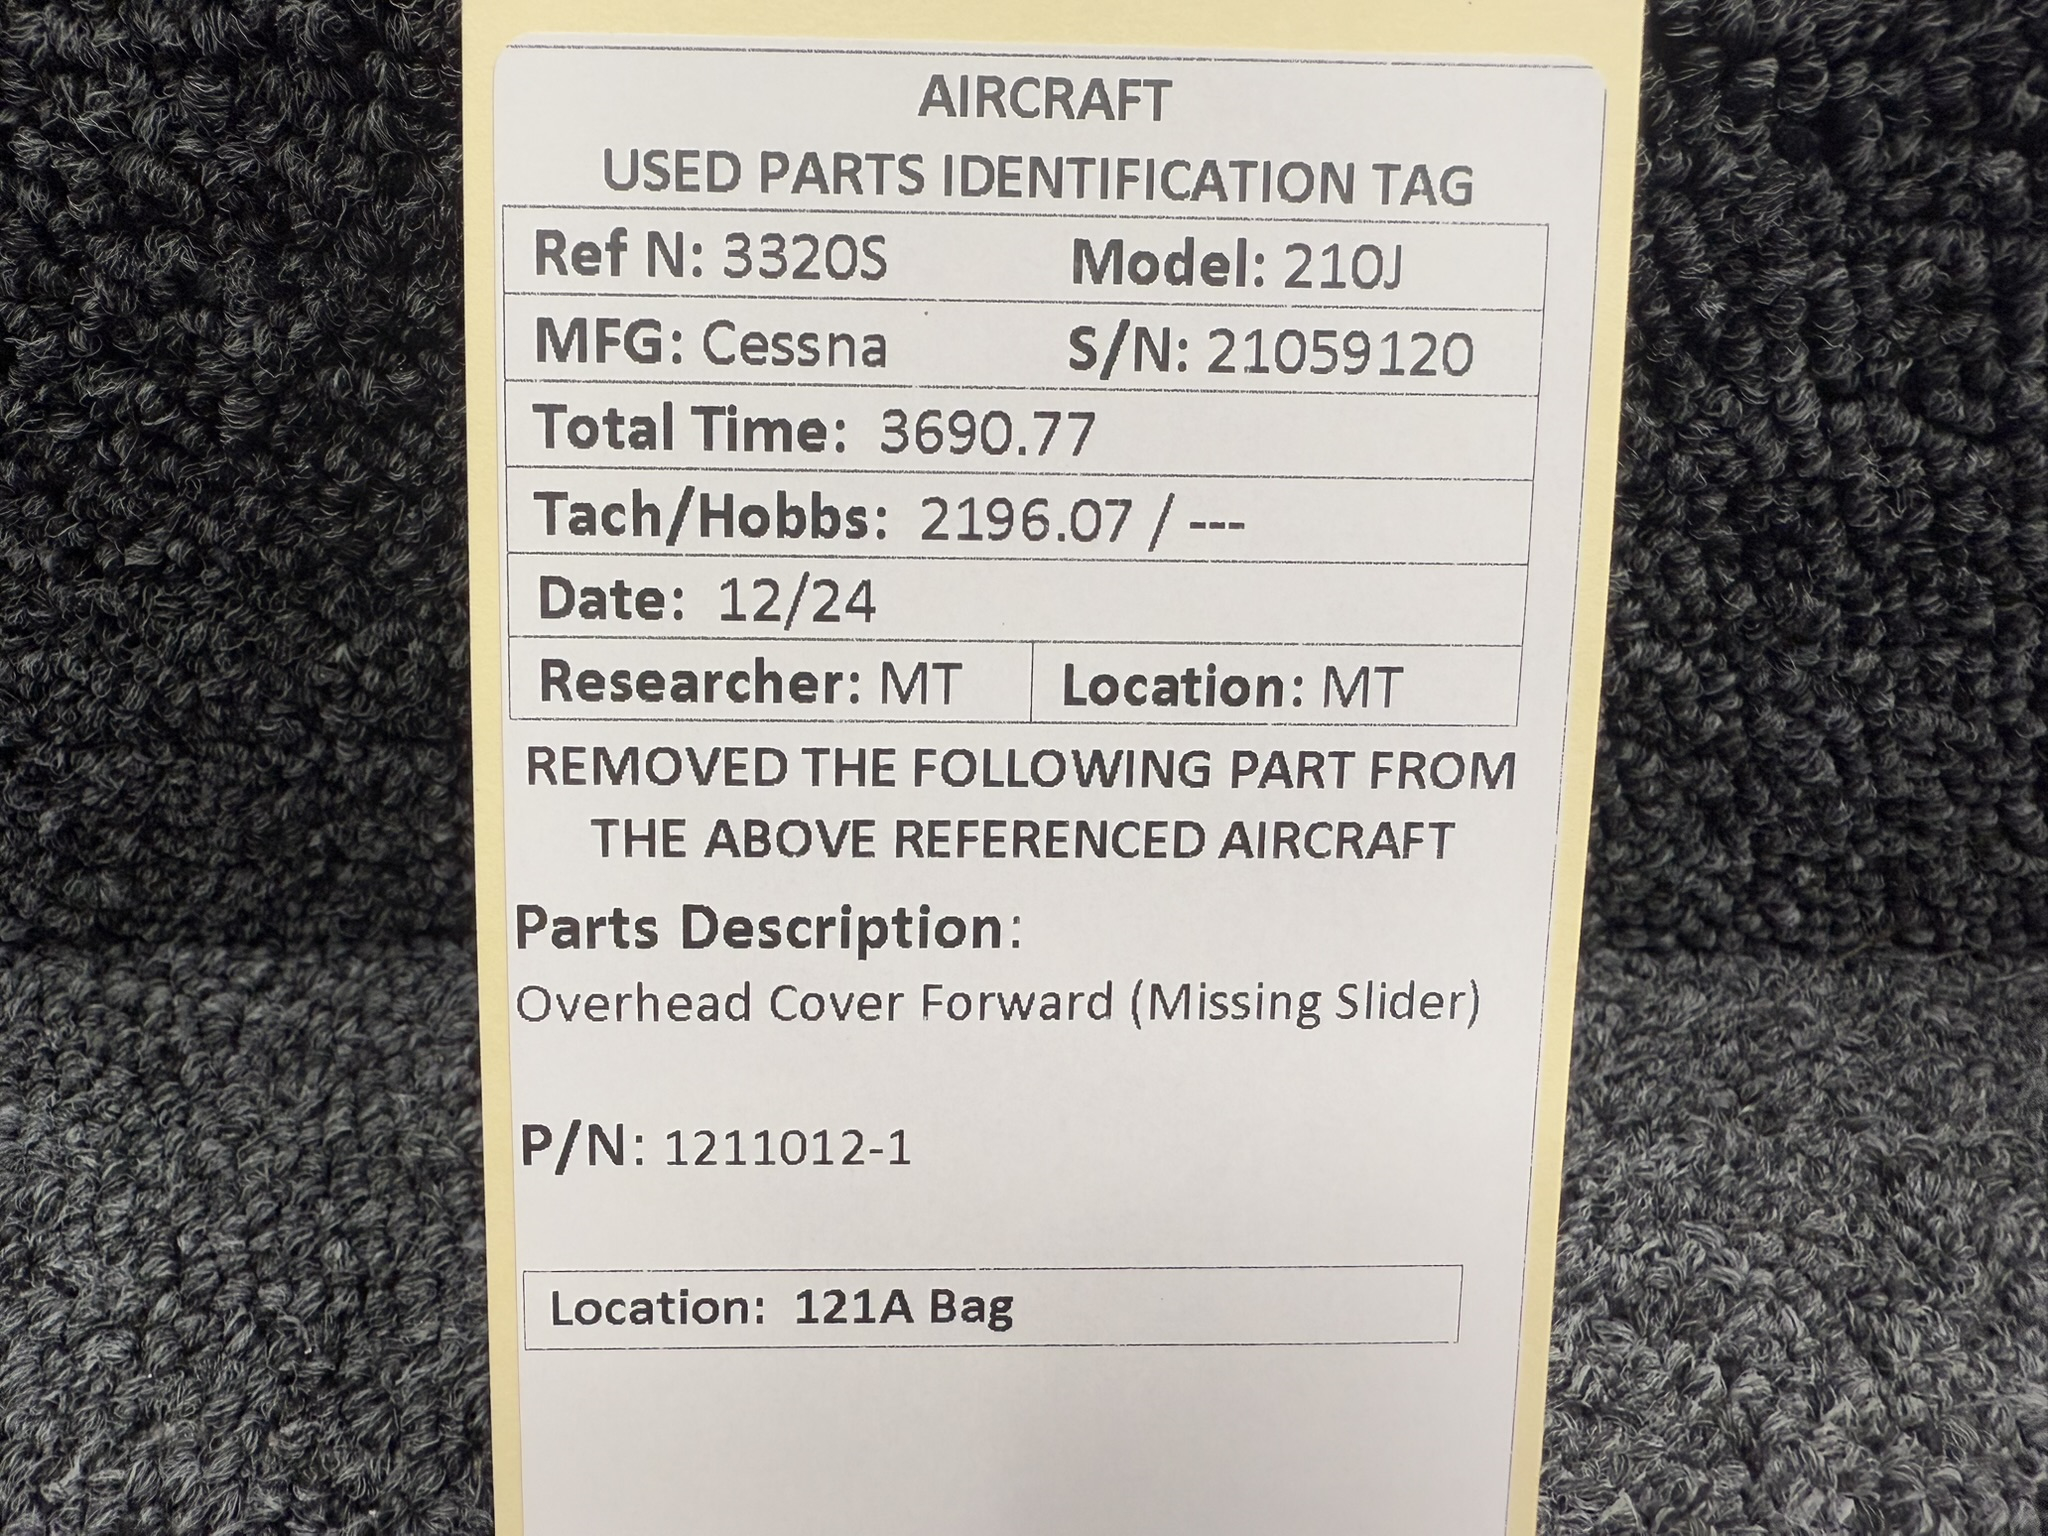 AIRCRAFT
USED PARTS IDENTIFICATION TAG
Ref N: 3320S Model: 210J
MFG: Cessna S/N: 21059120
Total Time: 3690.77
Tach/Hobbs: 2196.07 / ---
Date: 12/24
Researcher: MT Location: MT
REMOVED THE FOLLOWING PART FROM
THE ABOVE REFERENCED AIRCRAFT
Parts Description:
Overhead Cover Forward (Missing Slider)
P/N: 1211012-1
Location: 121A Bag